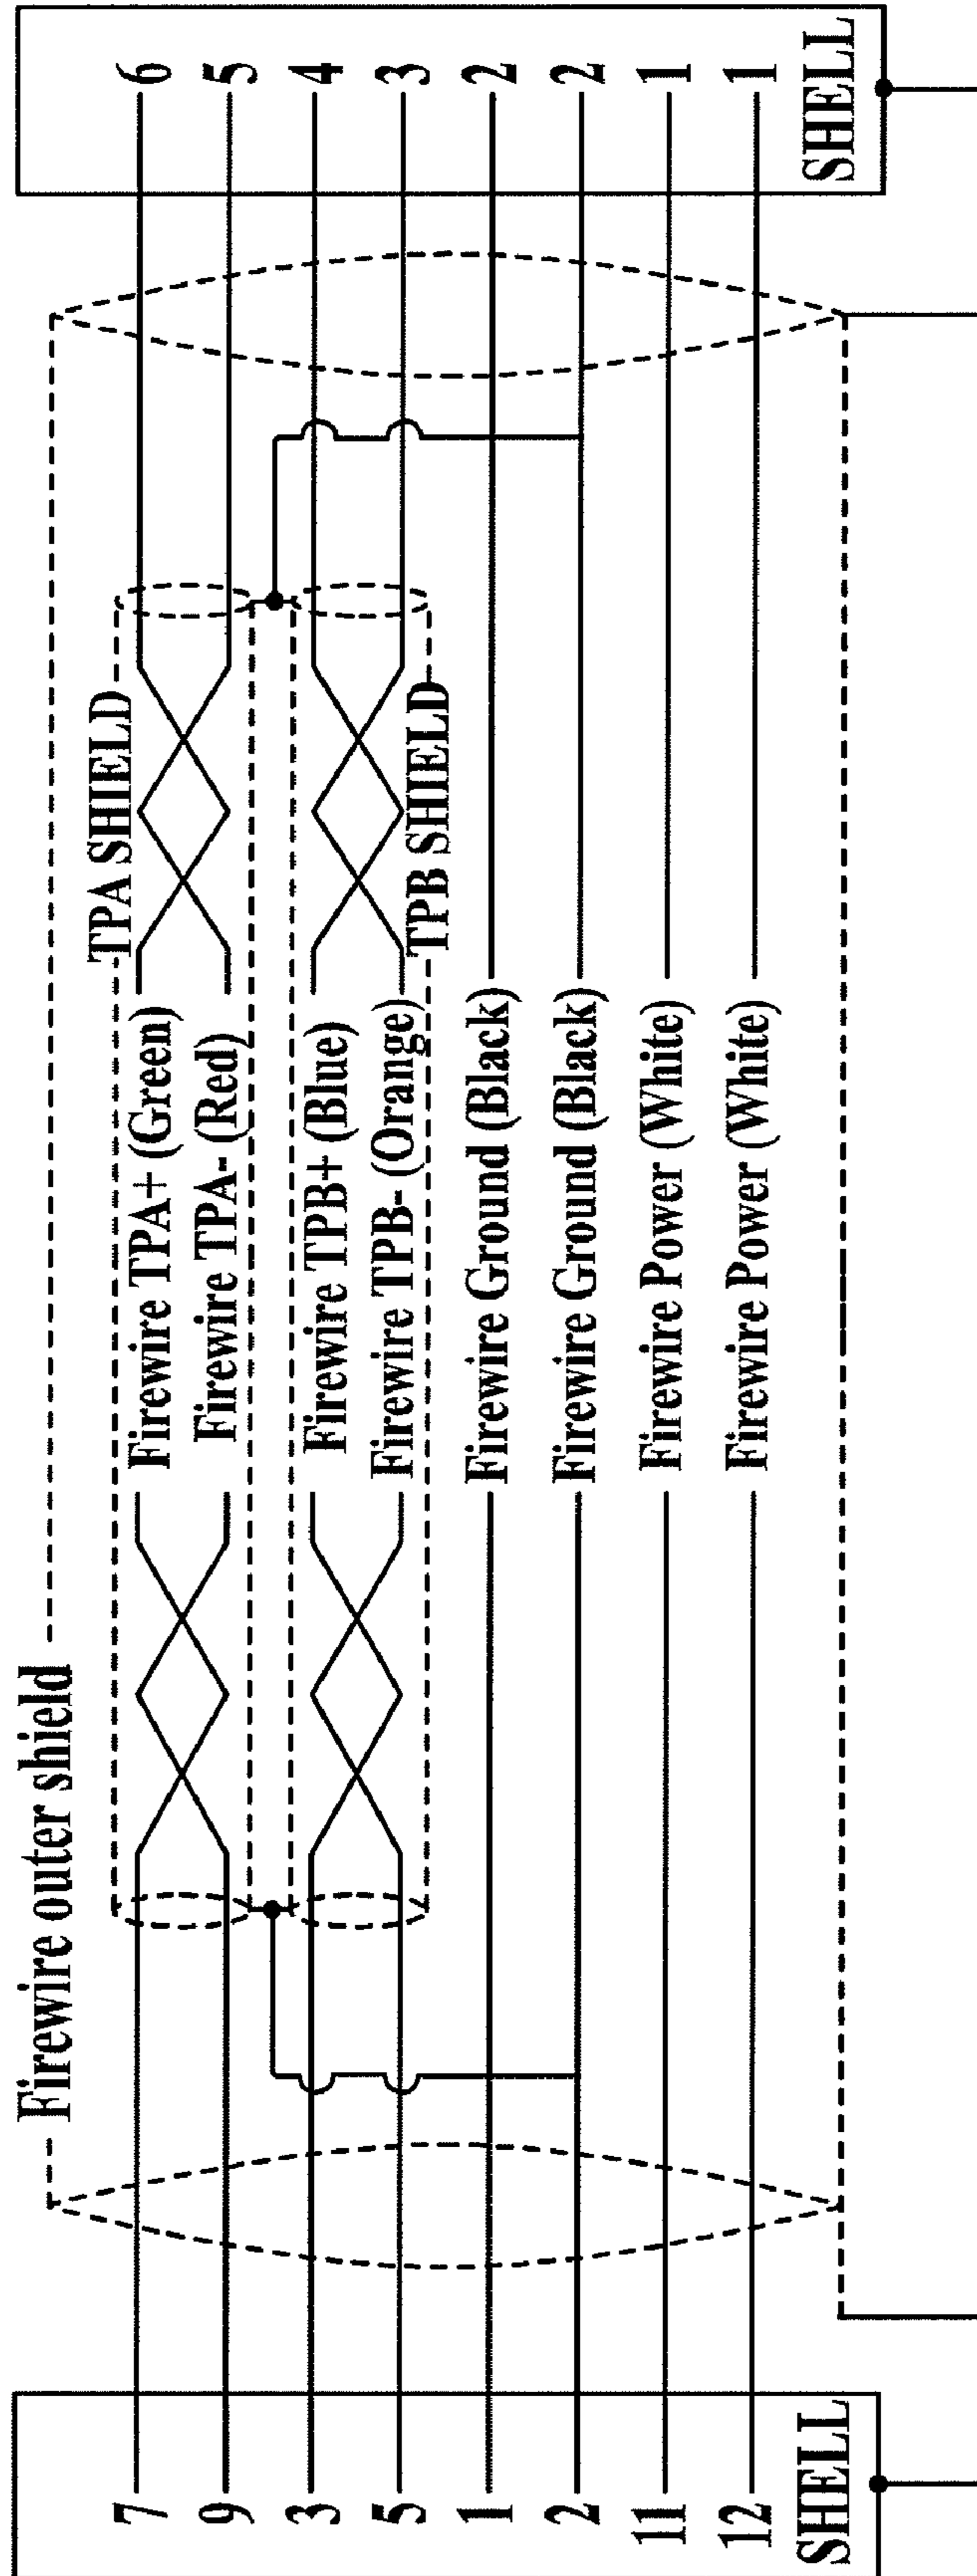 Firewire outer shield
TPA SHIELD
7 Firewire TPA+ (Green) 6
9 Firewire TPA- (Red) 5
3 Firewire TPB+ (Blue) 4
5 Firewire TPB- (Orange) 3
TPB SHIELD
1 Firewire Ground (Black) 2
2 Firewire Ground (Black) 2
11 Firewire Power (White) 1
12 Firewire Power (White) 1
SHELL SHELL